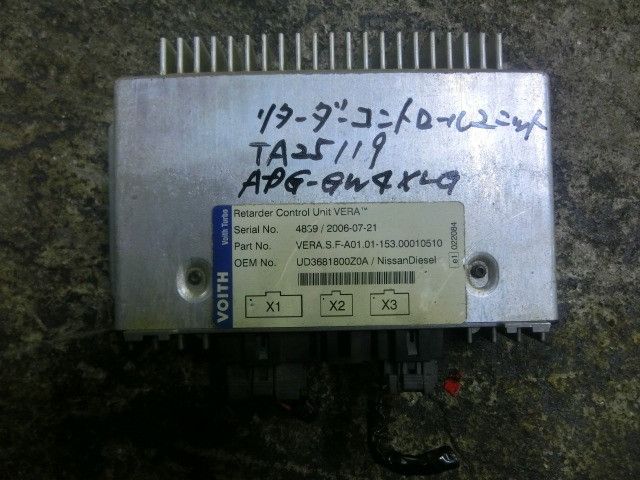 リターダーコントロールユニット
TA25119
APG-GW4XLG
VOITH Voith Turbo
Retarder Control Unit VERA™
Serial No. 4869 / 2006-07-21
Part No. VERA.S.F-A01.01-153.00010510
OEM No. UD3681800Z0A / NissanDiesel
e1 022084
X1 X2 X3